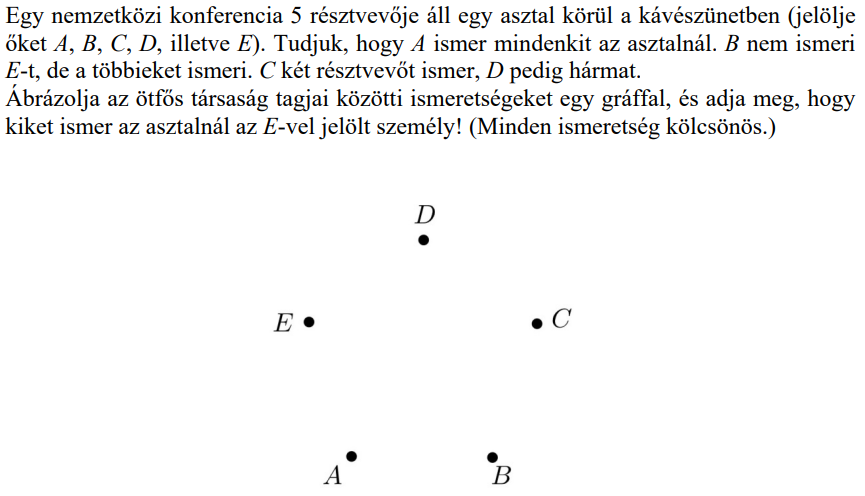 Egy nemzetközi konferencia 5 résztvevője áll egy asztal körül a kávészünetben (jelölje
őket A, B, C, D, illetve E). Tudjuk, hogy A ismer mindenkit az asztalnál. B nem ismeri
E-t, de a többieket ismeri. C két résztvevőt ismer, D pedig hármat.
Ábrázolja az ötfős társaság tagjai közötti ismeretségeket egy gráffal, és adja meg, hogy
kiket ismer az asztalnál az E-vel jelölt személy! (Minden ismeretség kölcsönös.)
D
E
C
A
B